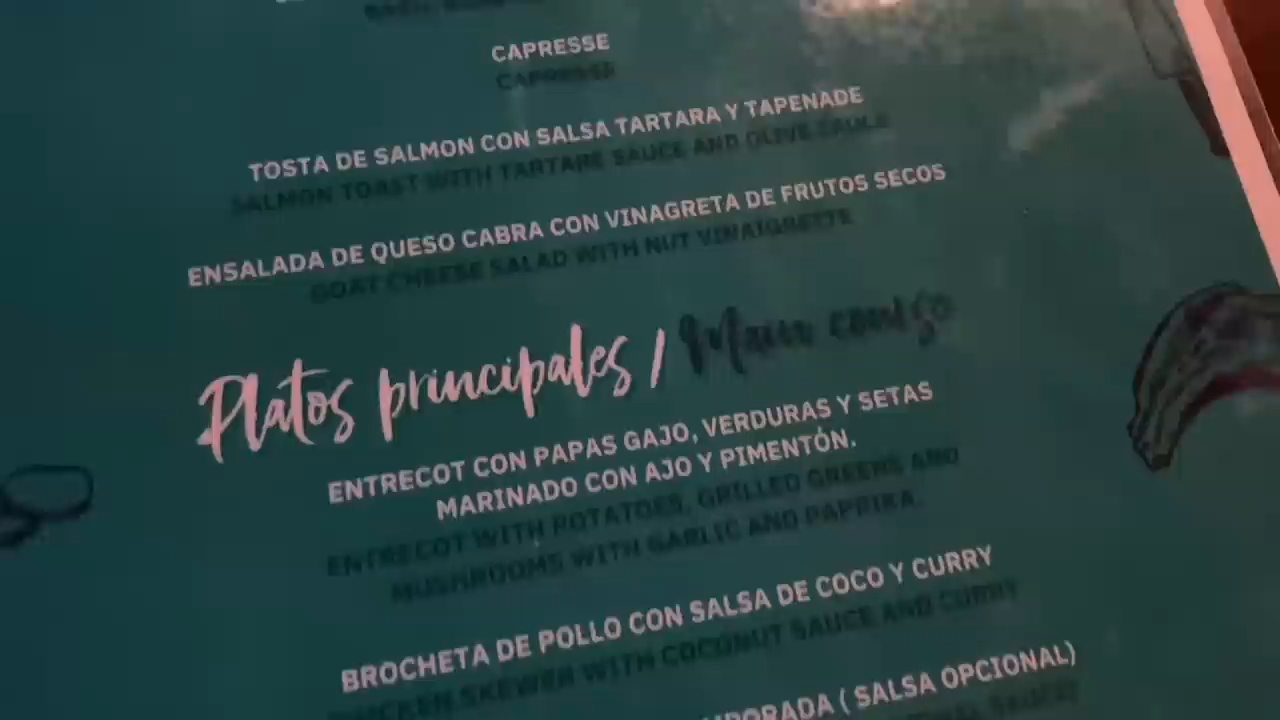 CAPRESSE
CAPRESSE
TOSTA DE SALMON CON SALSA TARTARA Y TAPENADE
SALMON TOAST WITH TARTARE SAUCE AND OLIVE
ENSALADA DE QUESO CABRA CON VINAGRETA DE FRUTOS SECOS
GOAT CHEESE SALAD WITH NUT VINAIGRETTE
Platos principales /
ENTRECOT CON PAPAS GAJO, VERDURAS Y SETAS
MARINADO CON AJO Y PIMENTÓN.
ENTRECOT WITH POTATOES, GRILLED GREENS AND
MUSHROOMS WITH GARLIC AND PAPRIKA.
BROCHETA DE POLLO CON SALSA DE COCO Y CURRY
SKEWER WITH COCONUT SAUCE AND CURRY
( SALSA OPCIONAL)